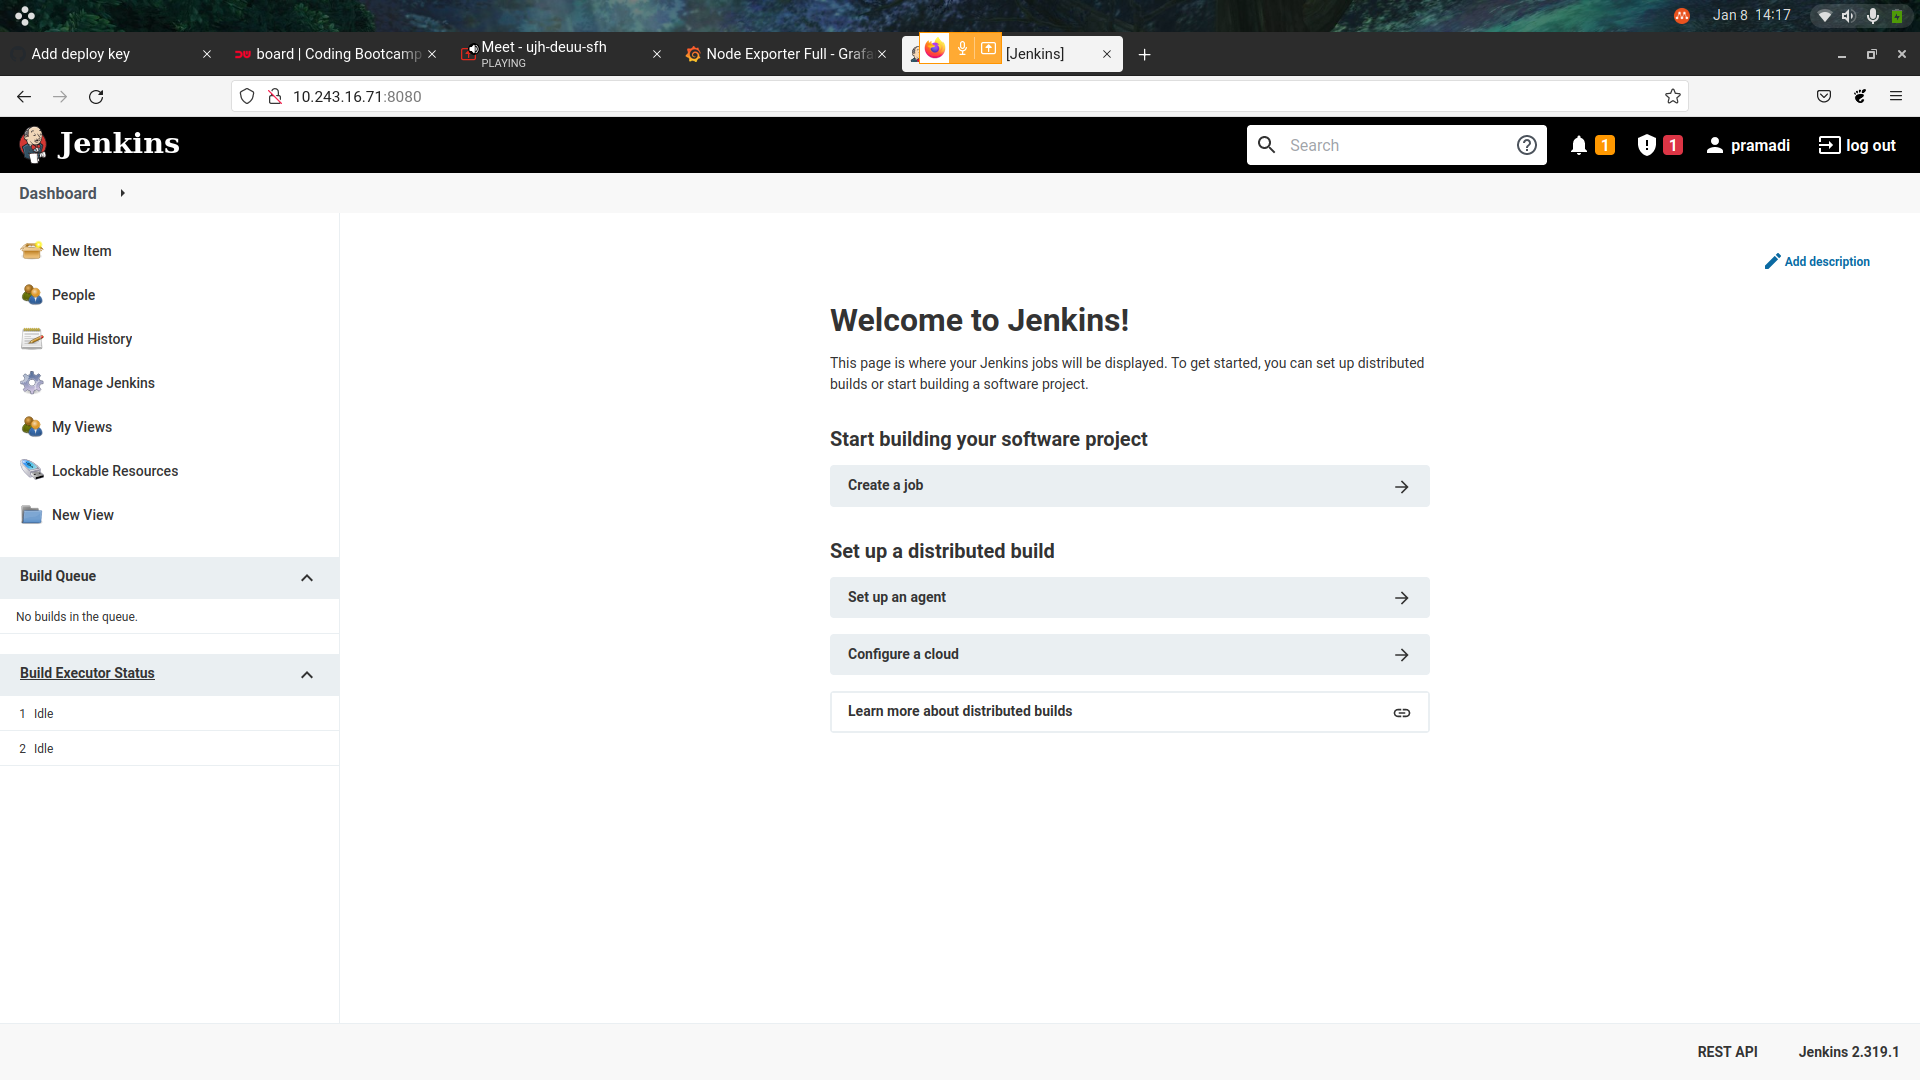 Jan 8 14:17
Add deploy key
board | Coding Bootcamp
Meet - ujh-deuu-sfh
PLAYING
Node Exporter Full - Grafa
[Jenkins]
10.243.16.71:8080
Jenkins
Search
1
1
pramadi
log out
Dashboard
New Item
People
Build History
Manage Jenkins
My Views
Lockable Resources
New View
Build Queue
No builds in the queue.
Build Executor Status
1 Idle
2 Idle
Add description
Welcome to Jenkins!
This page is where your Jenkins jobs will be displayed. To get started, you can set up distributed
builds or start building a software project.
Start building your software project
Create a job
Set up a distributed build
Set up an agent
Configure a cloud
Learn more about distributed builds
REST API
Jenkins 2.319.1